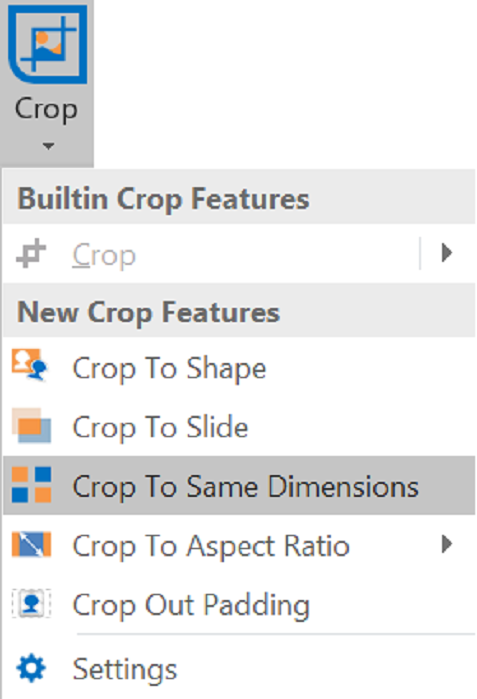 Crop
Builtin Crop Features
Crop
New Crop Features
Crop To Shape
Crop To Slide
Crop To Same Dimensions
Crop To Aspect Ratio
Crop Out Padding
Settings